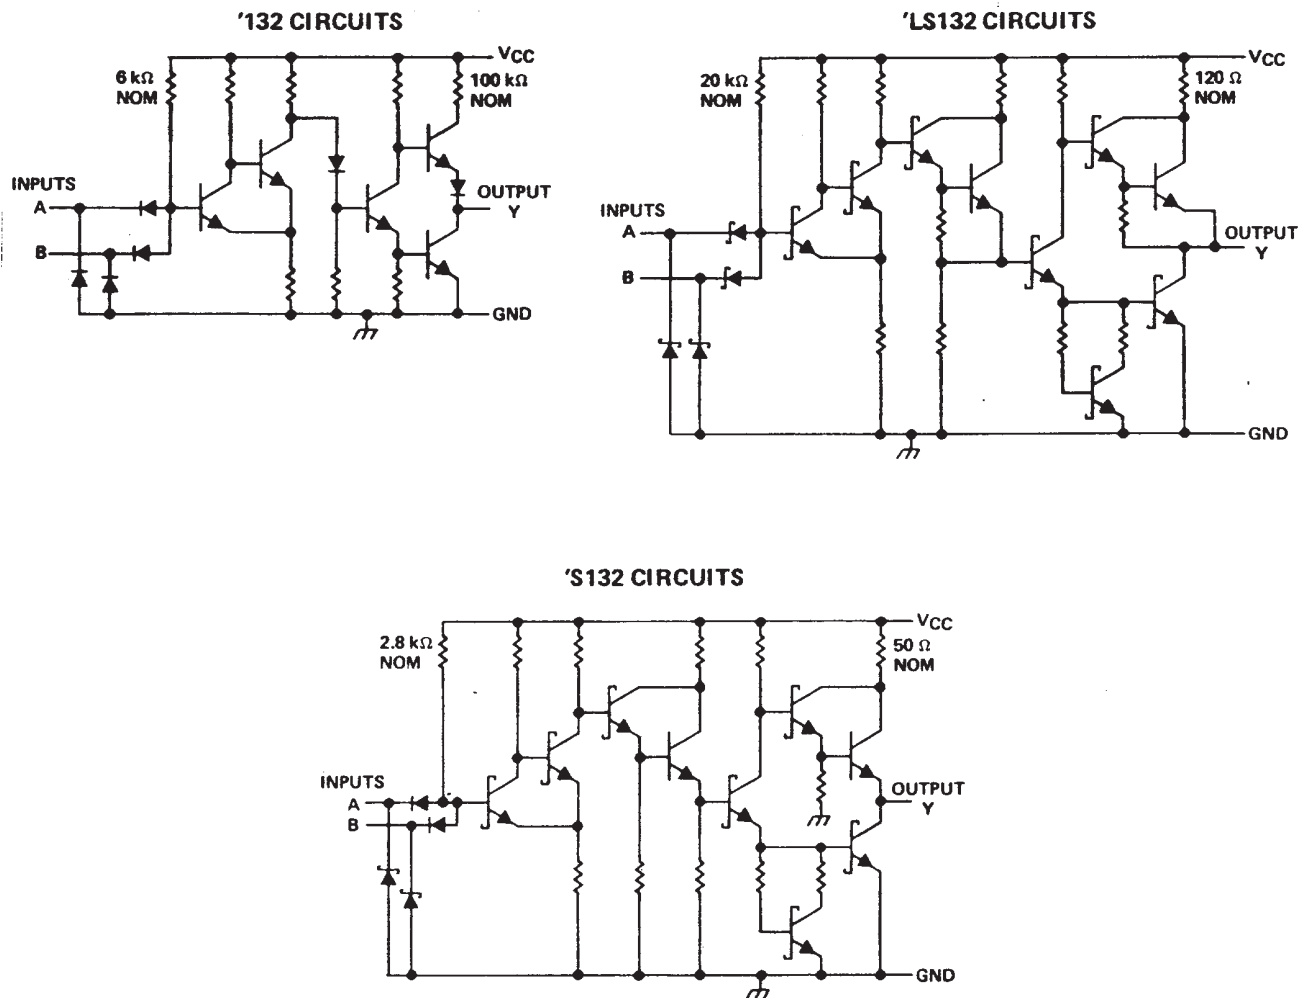 '132 CIRCUITS
VCC
6 kΩ
NOM
100 kΩ
NOM
INPUTS
A
B
OUTPUT
Y
GND
'LS132 CIRCUITS
VCC
20 kΩ
NOM
120 Ω
NOM
INPUTS
A
B
OUTPUT
Y
GND
'S132 CIRCUITS
VCC
2.8 kΩ
NOM
50 Ω
NOM
INPUTS
A
B
OUTPUT
Y
GND